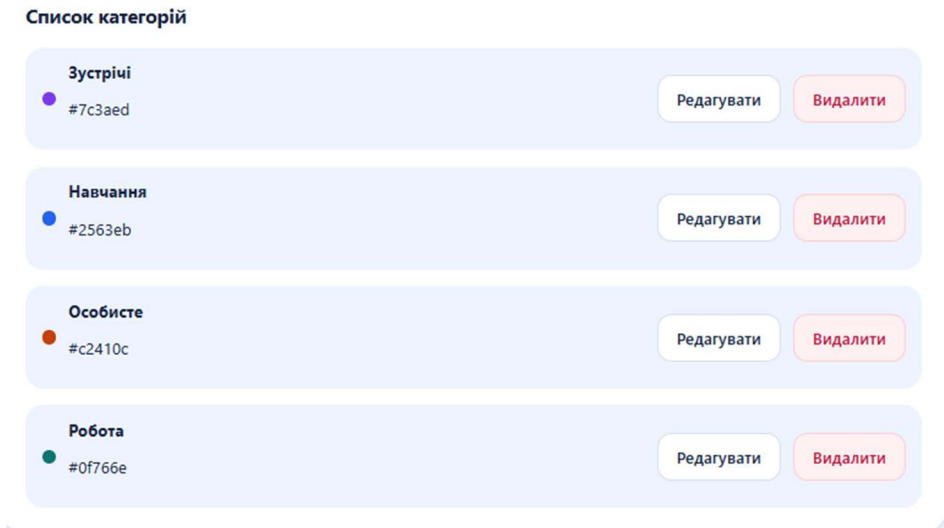 Список категорій
Зустрічі
#7c3aed
Редагувати Видалити
Навчання
#2563eb
Редагувати Видалити
Особисте
#c2410c
Редагувати Видалити
Робота
#0f766e
Редагувати Видалити